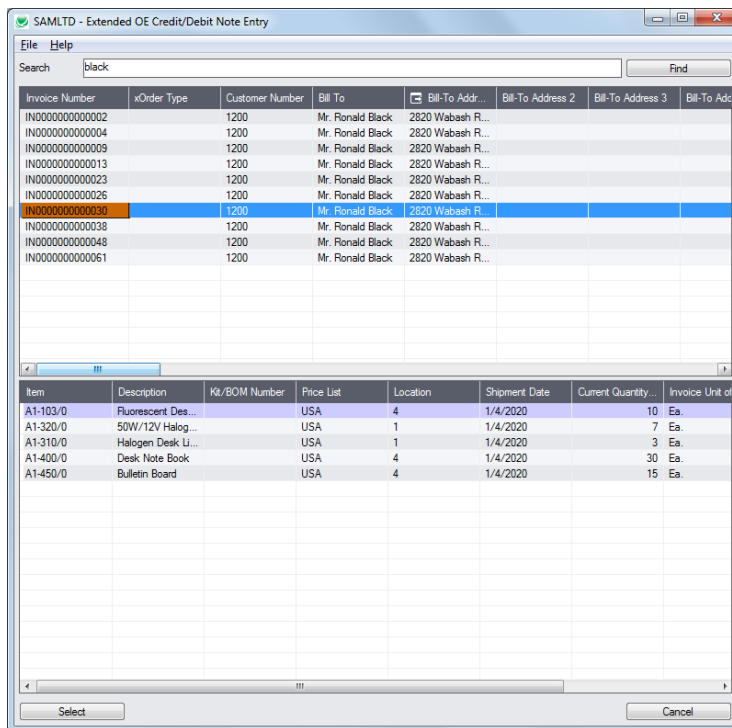 SAMLTD - Extended OE Credit/Debit Note Entry
File Help
Search black Find
Invoice Number xOrder Type Customer Number Bill To Bill-To Addr... Bill-To Address 2 Bill-To Address 3 Bill-To Add
IN0000000000002 1200 Mr. Ronald Black 2820 Wabash R...
IN0000000000004 1200 Mr. Ronald Black 2820 Wabash R...
IN0000000000009 1200 Mr. Ronald Black 2820 Wabash R...
IN0000000000013 1200 Mr. Ronald Black 2820 Wabash R...
IN0000000000023 1200 Mr. Ronald Black 2820 Wabash R...
IN0000000000026 1200 Mr. Ronald Black 2820 Wabash R...
IN0000000000030 1200 Mr. Ronald Black 2820 Wabash R...
IN0000000000038 1200 Mr. Ronald Black 2820 Wabash R...
IN0000000000048 1200 Mr. Ronald Black 2820 Wabash R...
IN0000000000061 1200 Mr. Ronald Black 2820 Wabash R...
Item Description Kit/BOM Number Price List Location Shipment Date Current Quantity... Invoice Unit of
A1-103/0 Fluorescent Des... USA 4 1/4/2020 10 Ea.
A1-320/0 50W/12V Halog... USA 1 1/4/2020 7 Ea.
A1-310/0 Halogen Desk Li... USA 1 1/4/2020 3 Ea.
A1-400/0 Desk Note Book USA 4 1/4/2020 30 Ea.
A1-450/0 Bulletin Board USA 4 1/4/2020 15 Ea.
Select Cancel